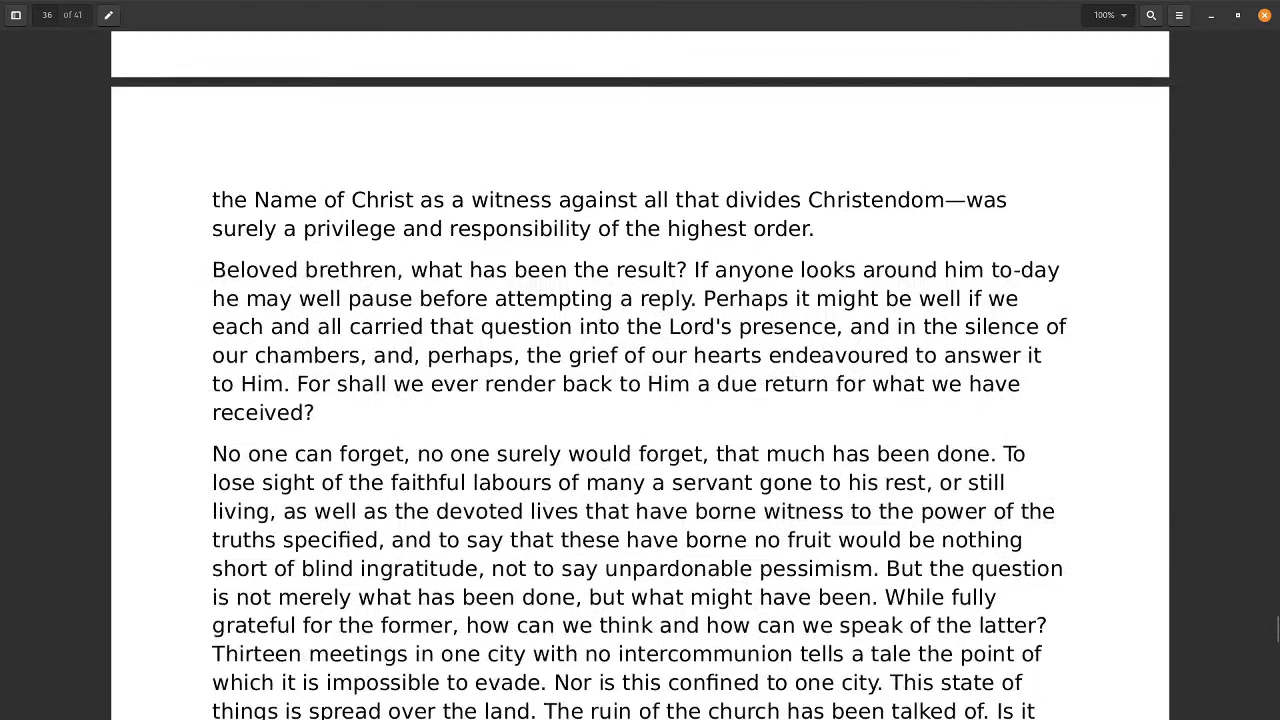 36 of 41
100%
the Name of Christ as a witness against all that divides Christendom—was
surely a privilege and responsibility of the highest order.
Beloved brethren, what has been the result? If anyone looks around him to-day
he may well pause before attempting a reply. Perhaps it might be well if we
each and all carried that question into the Lord's presence, and in the silence of
our chambers, and, perhaps, the grief of our hearts endeavoured to answer it
to Him. For shall we ever render back to Him a due return for what we have
received?
No one can forget, no one surely would forget, that much has been done. To
lose sight of the faithful labours of many a servant gone to his rest, or still
living, as well as the devoted lives that have borne witness to the power of the
truths specified, and to say that these have borne no fruit would be nothing
short of blind ingratitude, not to say unpardonable pessimism. But the question
is not merely what has been done, but what might have been. While fully
grateful for the former, how can we think and how can we speak of the latter?
Thirteen meetings in one city with no intercommunion tells a tale the point of
which it is impossible to evade. Nor is this confined to one city. This state of
things is spread over the land. The ruin of the church has been talked of. Is it